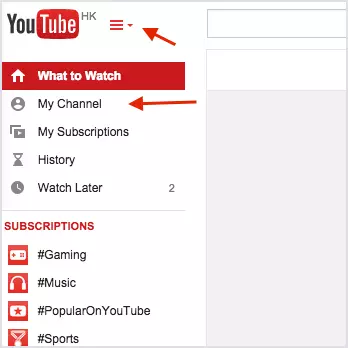 YouTube HK
What to Watch
My Channel
My Subscriptions
History
Watch Later 2
SUBSCRIPTIONS
#Gaming
#Music
#PopularOnYouTube
#Sports